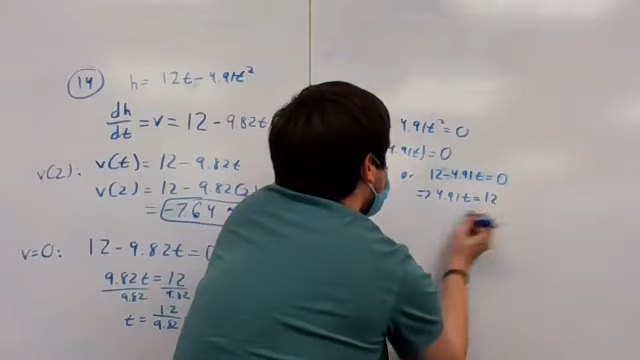 14 h = 12t - 4.91t²
dh/dt = v = 12 - 9.82t
v(2): v(t) = 12 - 9.82t
v(2) = 12 - 9.82(
= -7.64
v=0: 12 - 9.82t =
9.82t = 12
9.82 9.82
t = 12/9.82
4.91t² = 0
4.91t) = 0
or 12 - 4.91t = 0
⇒ 4.91t = 12